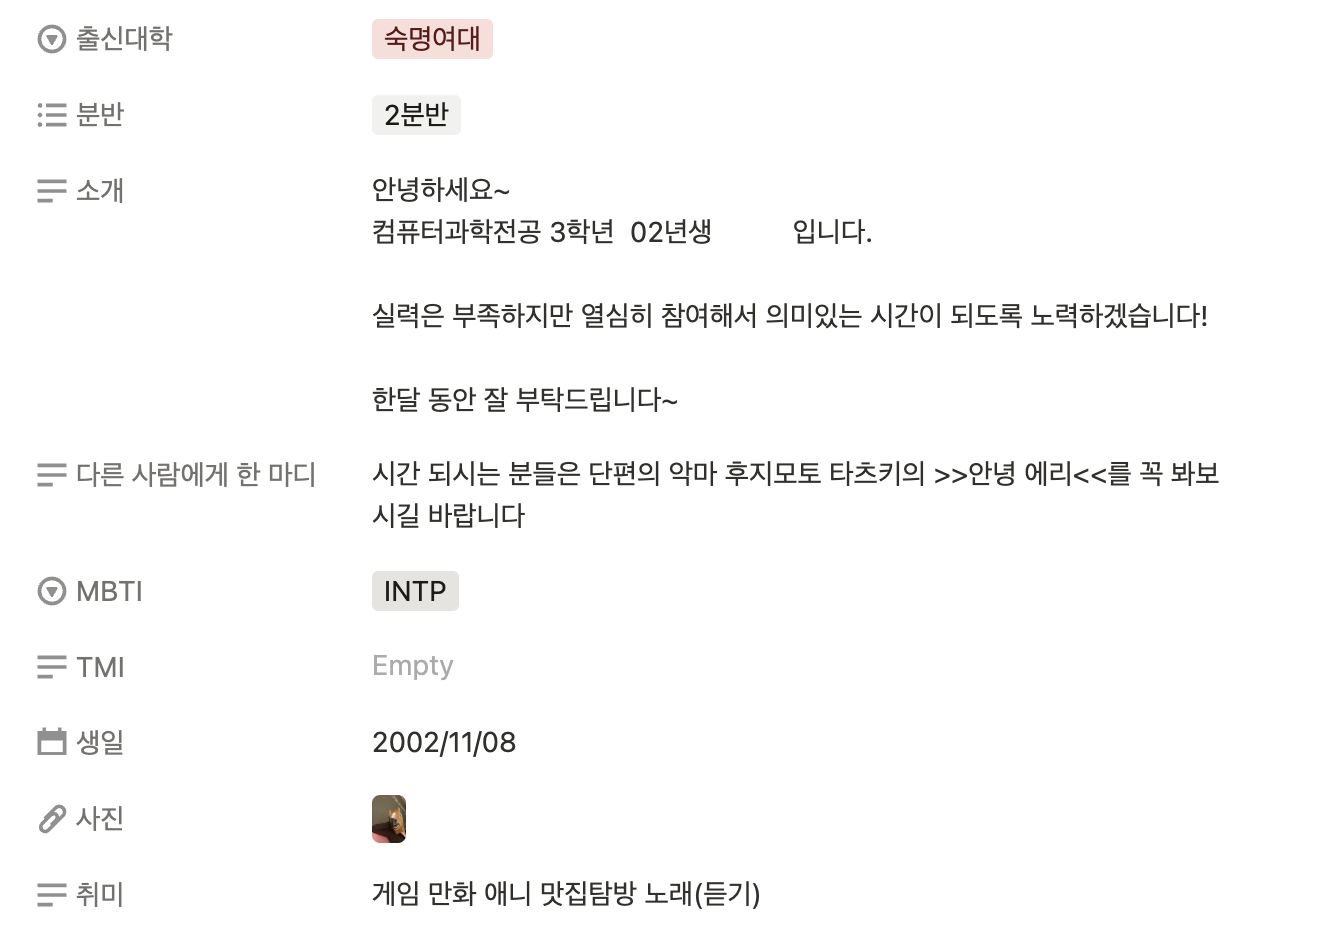 출신대학 숙명여대
분반 2분반
소개 안녕하세요~
컴퓨터과학전공 3학년 02년생 입니다.
실력은 부족하지만 열심히 참여해서 의미있는 시간이 되도록 노력하겠습니다!
한달 동안 잘 부탁드립니다~
다른 사람에게 한 마디 시간 되시는 분들은 단편의 악마 후지모토 타츠키의 >>안녕 에리<<를 꼭 봐보
시길 바랍니다
MBTI INTP
TMI Empty
생일 2002/11/08
사진
취미 게임 만화 애니 맛집탐방 노래(듣기)